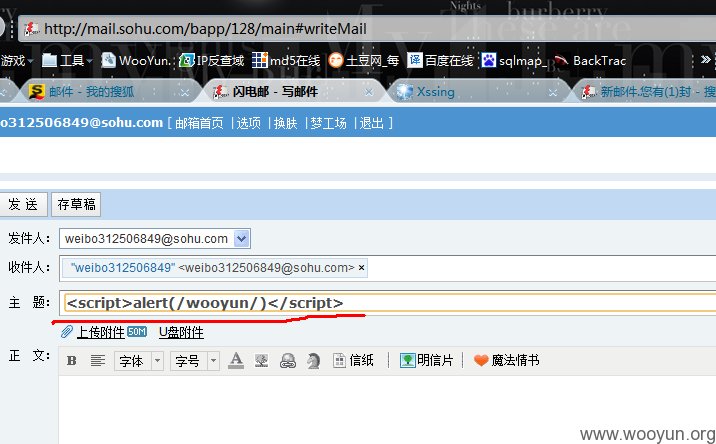 Nights
burberry
These are
http://mail.sohu.com/bapp/128/main#writeMail
游戏 工具 WooYun. IP反查域 md5在线 土豆网_每 百度在线 sqlmap_ BackTrac
邮件 - 我的搜狐 闪电邮 - 写邮件 Xssing 新邮件.您有(1)封 - 搜
o312506849@sohu.com [ 邮箱首页 | 选项 | 换肤 | 梦工场 | 退出 ]
发 送 存草稿
发件人: weibo312506849@sohu.com
收件人: "weibo312506849" <weibo312506849@sohu.com> ×
主 题: <script>alert(/wooyun/)</script>
上传附件 50M U盘附件
正 文: B 字体 字号 A 信纸 明信片 魔法情书
www.wooyun.org